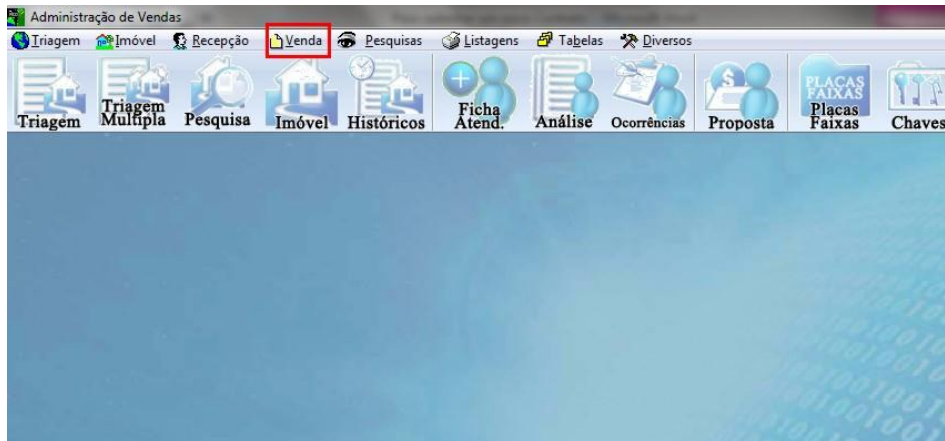 Administração de Vendas
Triagem Imóvel Recepção Venda Pesquisas Listagens Tabelas Diversos
PLACAS
FAIXAS
Triagem Triagem Multipla Pesquisa Imóvel Históricos Ficha Atend. Análise Ocorrências Proposta Placas Faixas Chaves